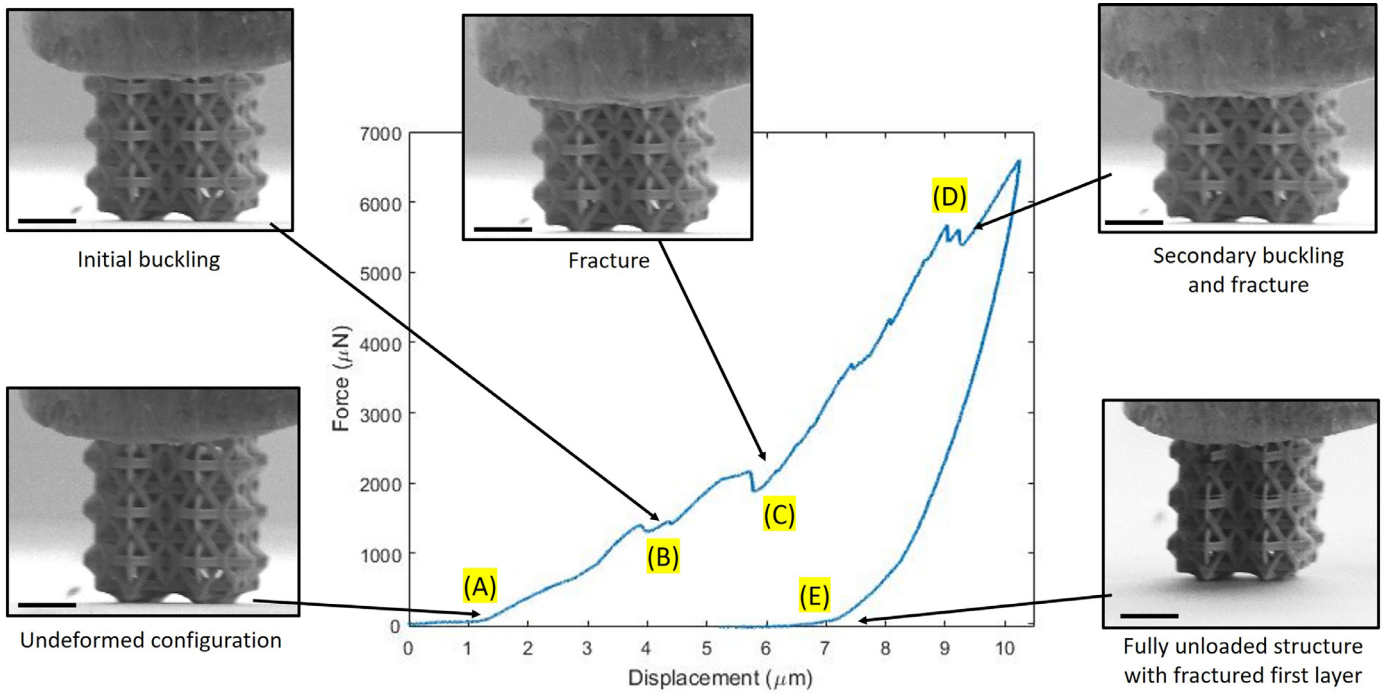 Initial buckling
Fracture
Secondary buckling
and fracture
Undeformed configuration
Fully unloaded structure
with fractured first layer
7000
6000
5000
4000
3000
2000
1000
0
Force (μN)
(A)
(B)
(C)
(D)
(E)
0 1 2 3 4 5 6 7 8 9 10
Displacement (μm)